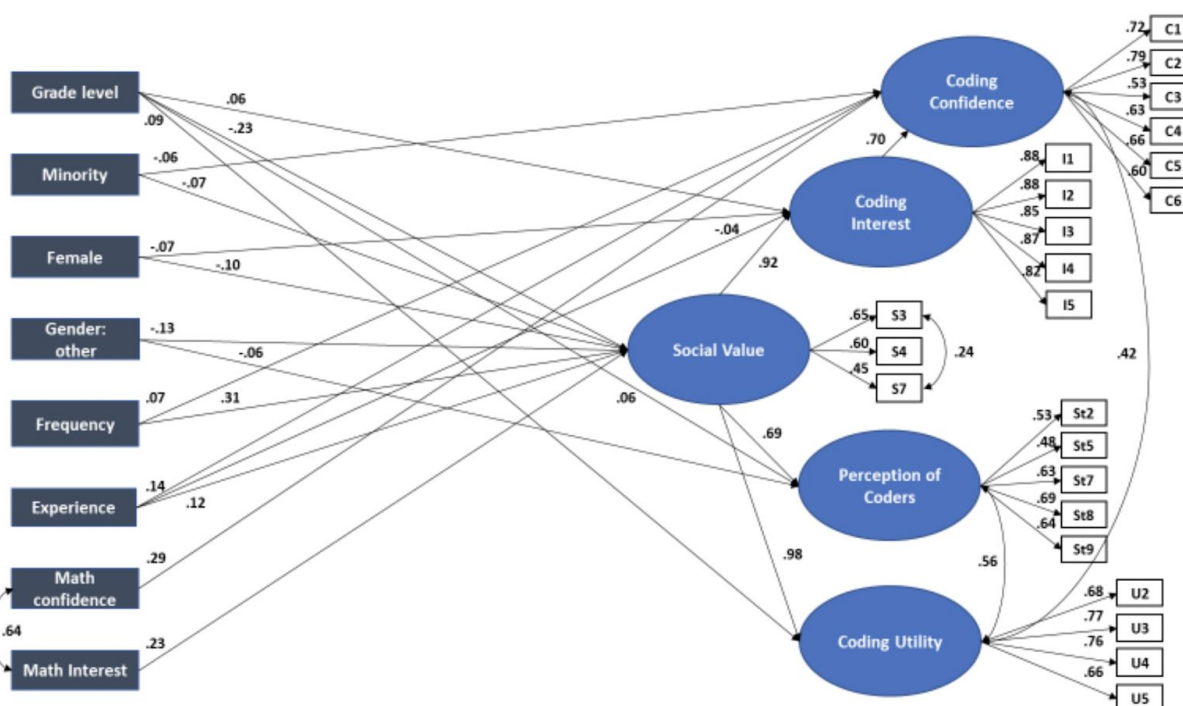 Grade level
Minority
Female
Gender:
other
Frequency
Experience
Math
confidence
Math Interest
.64
.06
-.23
.09
-.06
-.07
-.07
-.10
-.13
-.06
.07
.31
.14
.12
.29
.23
-.04
.06
Coding
Confidence
.70
Coding
Interest
.92
Social Value
.69
.98
Perception of
Coders
Coding Utility
.72
C1
.79
C2
.53
C3
.63
C4
.66
C5
.60
C6
.88
I1
.88
I2
.85
I3
.87
I4
.82
I5
.65
S3
.60
S4
.45
S7
.24
.42
.53
St2
.48
St5
.63
St7
.69
St8
.64
St9
.56
.68
U2
.77
U3
.76
U4
.66
U5